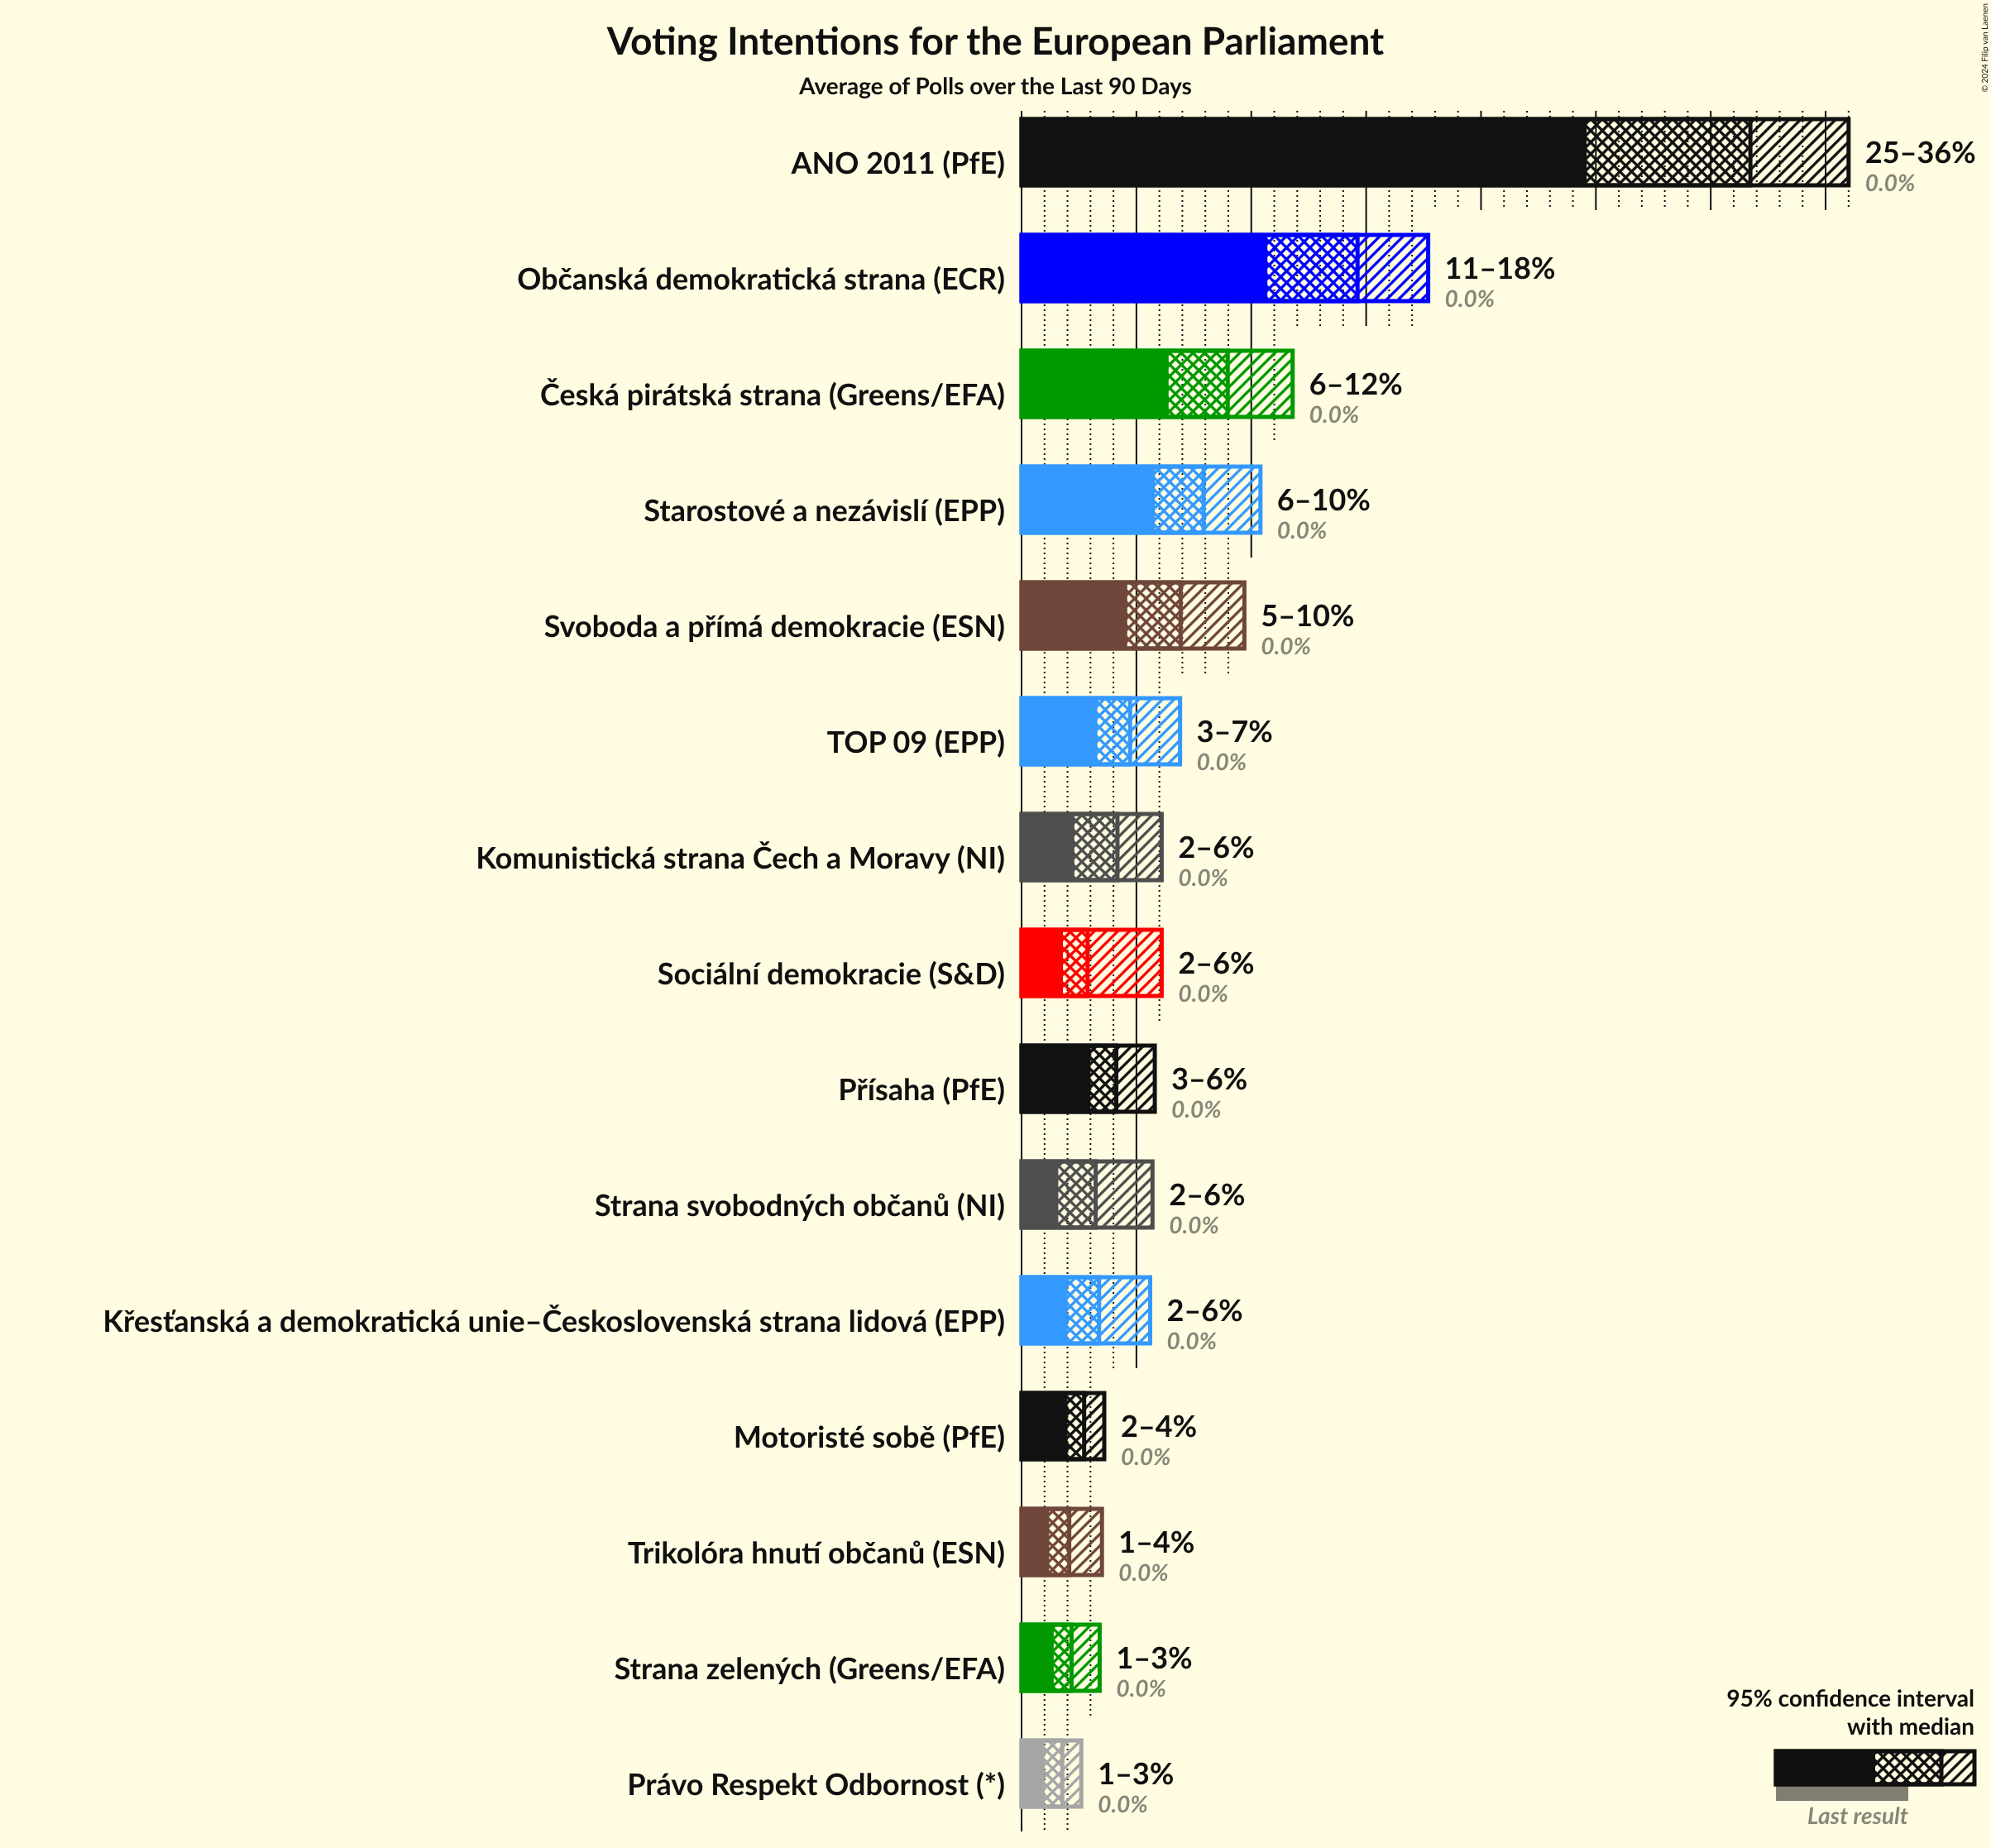 Voting Intentions for the European Parliament
Average of Polls over the Last 90 Days
© 2024 Filip van Laenen
ANO 2011 (PfE)
25–36%
0.0%
Občanská demokratická strana (ECR)
11–18%
0.0%
Česká pirátská strana (Greens/EFA)
6–12%
0.0%
Starostové a nezávislí (EPP)
6–10%
0.0%
Svoboda a přímá demokracie (ESN)
5–10%
0.0%
TOP 09 (EPP)
3–7%
0.0%
Komunistická strana Čech a Moravy (NI)
2–6%
0.0%
Sociální demokracie (S&D)
2–6%
0.0%
Přísaha (PfE)
3–6%
0.0%
Strana svobodných občanů (NI)
2–6%
0.0%
Křesťanská a demokratická unie–Československá strana lidová (EPP)
2–6%
0.0%
Motoristé sobě (PfE)
2–4%
0.0%
Trikolóra hnutí občanů (ESN)
1–4%
0.0%
Strana zelených (Greens/EFA)
1–3%
0.0%
Právo Respekt Odbornost (*)
1–3%
0.0%
95% confidence interval
with median
Last result